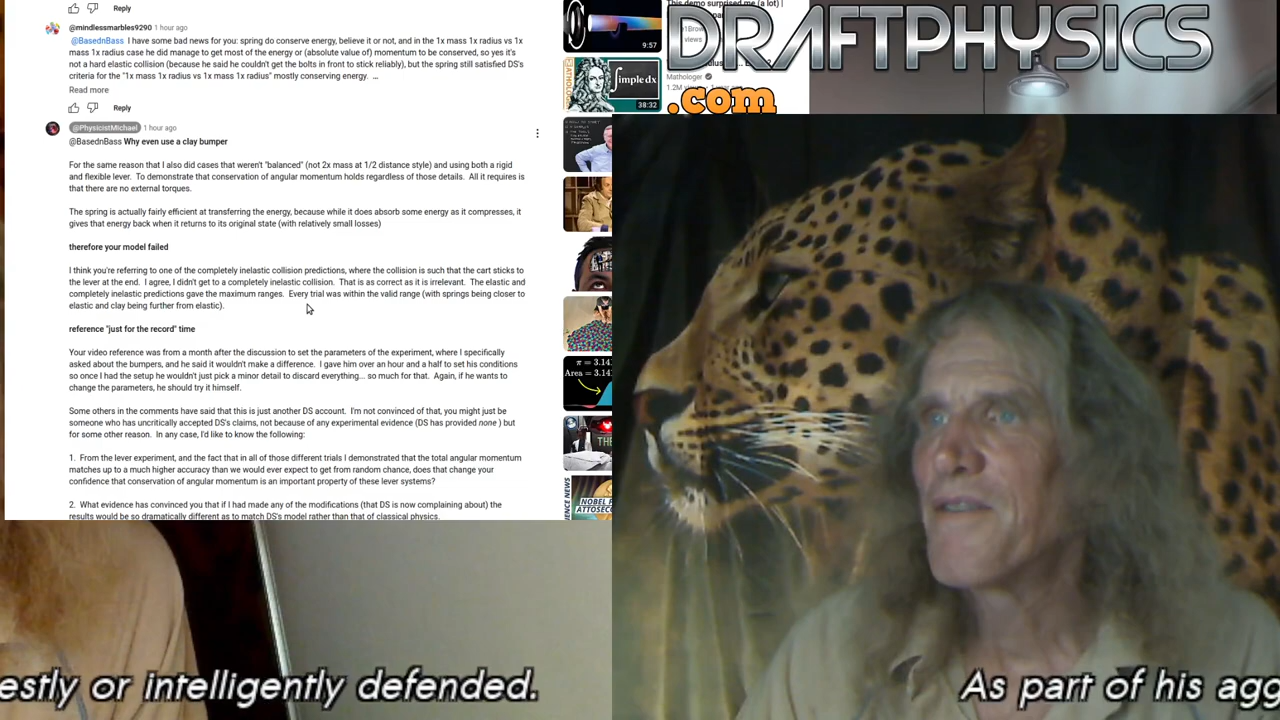 Reply
@mindlessmarbles9290 1 hour ago
@BasednBass I have some bad news for you: spring do conserve energy, believe it or not, and in the 1x mass 1x radius vs 1x
mass 1x radius case he did manage to get most of the energy or (absolute value of) momentum to be conserved, so yes it's
not a hard elastic collision (because he said he couldn't get the bolts in front to stick reliably), but the spring still satisfied DS's
criteria for the "1x mass 1x radius vs 1x mass 1x radius" mostly conserving energy. ...
Read more
Reply
@PhysicistMichael 1 hour ago
@BasednBass Why even use a clay bumper
For the same reason that I also did cases that weren't "balanced" (not 2x mass at 1/2 distance style) and using both a rigid
and flexible lever. To demonstrate that conservation of angular momentum holds regardless of those details. All it requires is
that there are no external torques.
The spring is actually fairly efficient at transferring the energy, because while it does absorb some energy as it compresses, it
gives that energy back when it returns to its original state (with relatively small losses)
therefore your model failed
I think you're referring to one of the completely inelastic collision predictions, where the collision is such that the cart sticks to
the lever at the end. I agree, I didn't get to a completely inelastic collision. That is as correct as it is irrelevant. The elastic and
completely inelastic predictions gave the maximum ranges. Every trial was within the valid range (with springs being closer to
elastic and clay being further from elastic).
reference "just for the record" time
Your video reference was from a month after the discussion to set the parameters of the experiment, where I specifically
asked about the bumpers, and he said it wouldn't make a difference. I gave him over an hour and a half to set his conditions
so once I had the setup he wouldn't just pick a minor detail to discard everything... so much for that. Again, if he wants to
change the parameters, he should try it himself.
Some others in the comments have said that this is just another DS account. I'm not convinced of that, you might just be
someone who has uncritically accepted DS's claims, not because of any experimental evidence (DS has provided none ) but
for some other reason. In any case, I'd like to know the following:
1. From the lever experiment, and the fact that in all of those different trials I demonstrated that the total angular momentum
matches up to a much higher accuracy than we would ever expect to get from random chance, does that change your
confidence that conservation of angular momentum is an important property of these lever systems?
2. What evidence has convinced you that if I had made any of the modifications (that DS is now complaining about) the
results would be so dramatically different as to match DS's model rather than that of classical physics.
This demo surprised me (a lot) |
9:57
Mathologer
1.2M
∫imple dx
38:32
π = 3.141
Area = 3.141
THE
NOBEL
ATTOSEC
DRAFTPHYSICS
.com
estly or intelligently defended.
As part of his agg